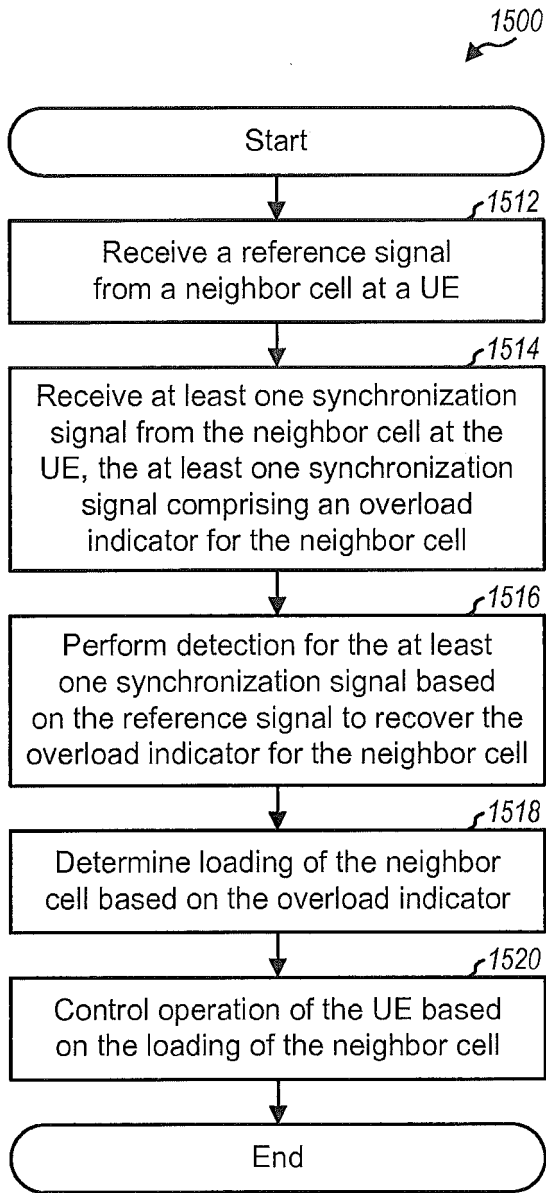 1500
Start
1512
Receive a reference signal
from a neighbor cell at a UE
1514
Receive at least one synchronization
signal from the neighbor cell at the
UE, the at least one synchronization
signal comprising an overload
indicator for the neighbor cell
1516
Perform detection for the at least
one synchronization signal based
on the reference signal to recover the
overload indicator for the neighbor cell
1518
Determine loading of the neighbor
cell based on the overload indicator
1520
Control operation of the UE based
on the loading of the neighbor cell
End